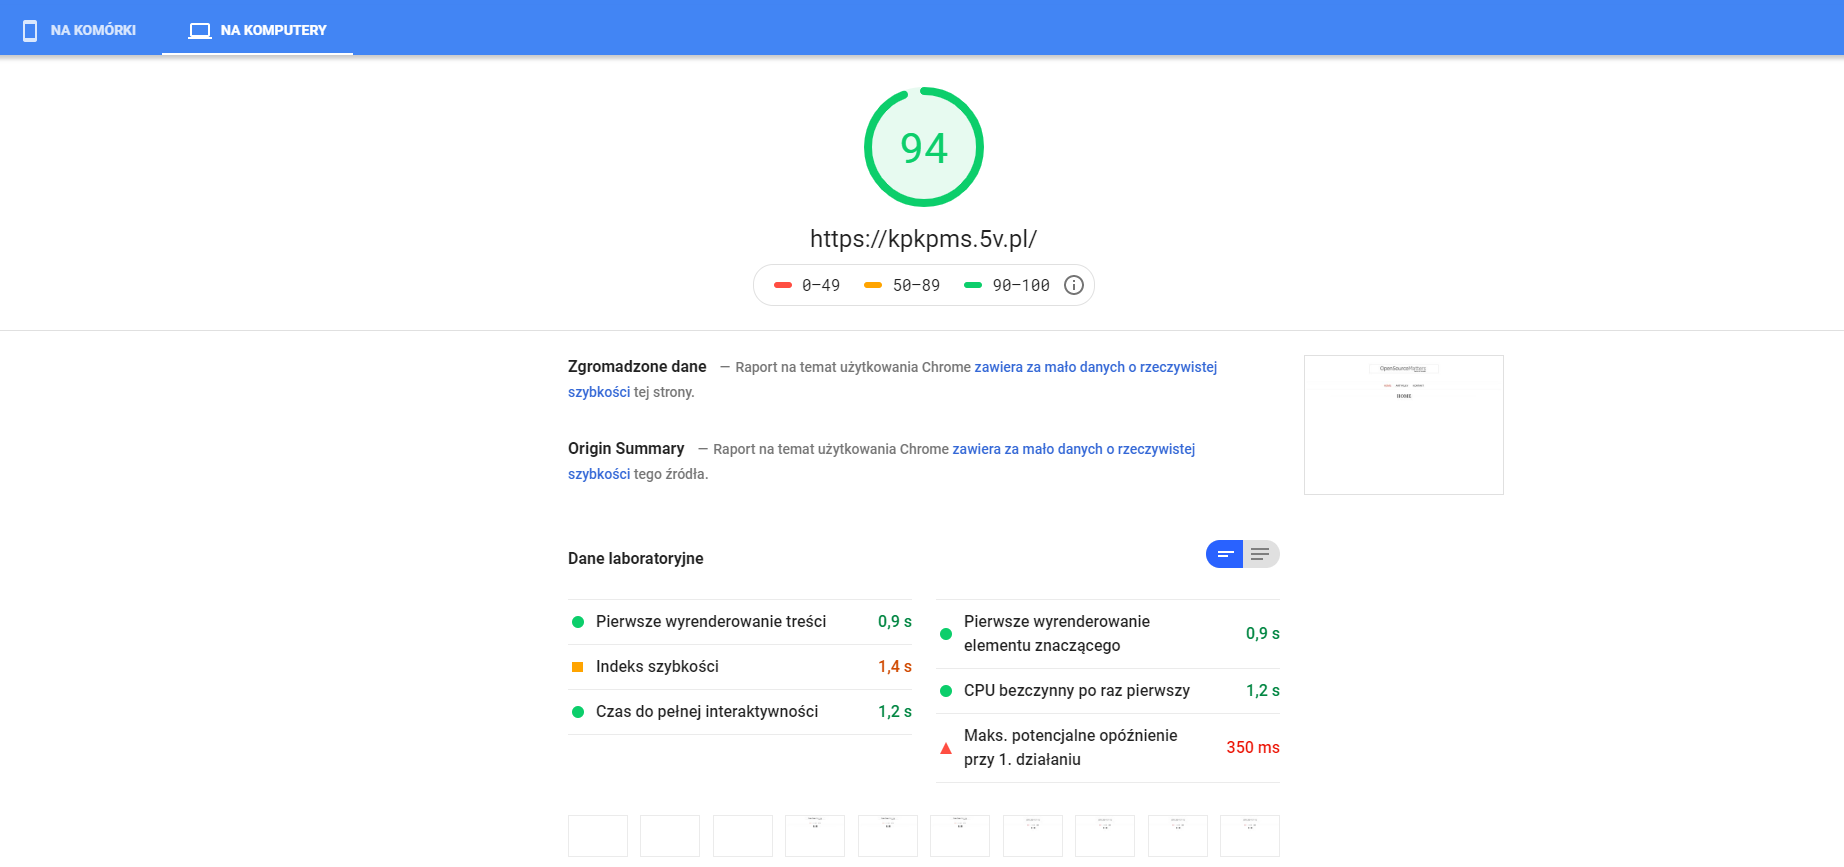 NA KOMÓRKI
NA KOMPUTERY
94
https://kpkpms.5v.pl/
0–49
50–89
90–100
Zgromadzone dane — Raport na temat użytkowania Chrome zawiera za mało danych o rzeczywistej
szybkości tej strony.
OpenSourceMatters
HOME
Origin Summary — Raport na temat użytkowania Chrome zawiera za mało danych o rzeczywistej
szybkości tego źródła.
Dane laboratoryjne
Pierwsze wyrenderowanie treści 0,9 s
Indeks szybkości 1,4 s
Czas do pełnej interaktywności 1,2 s
Pierwsze wyrenderowanie
elementu znaczącego 0,9 s
CPU bezczynny po raz pierwszy 1,2 s
Maks. potencjalne opóźnienie
przy 1. działaniu 350 ms